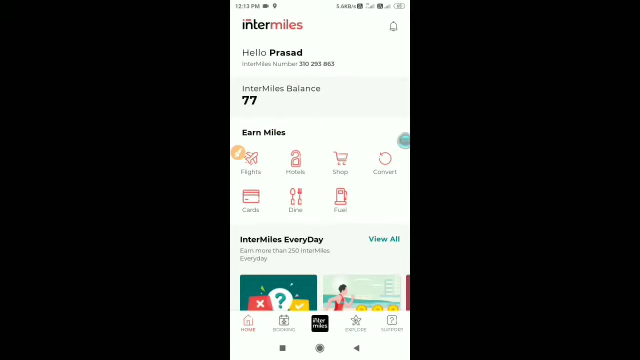 12:13 PM
5.6KB/s
intermiles
Hello Prasad
InterMiles Number 310 293 863
InterMiles Balance
77
Earn Miles
Flights Hotels Shop Convert
Cards Dine Fuel
InterMiles EveryDay View All
Earn more than 250 InterMiles
Everyday
HOME BOOKING inter miles EXPLORE SUPPORT